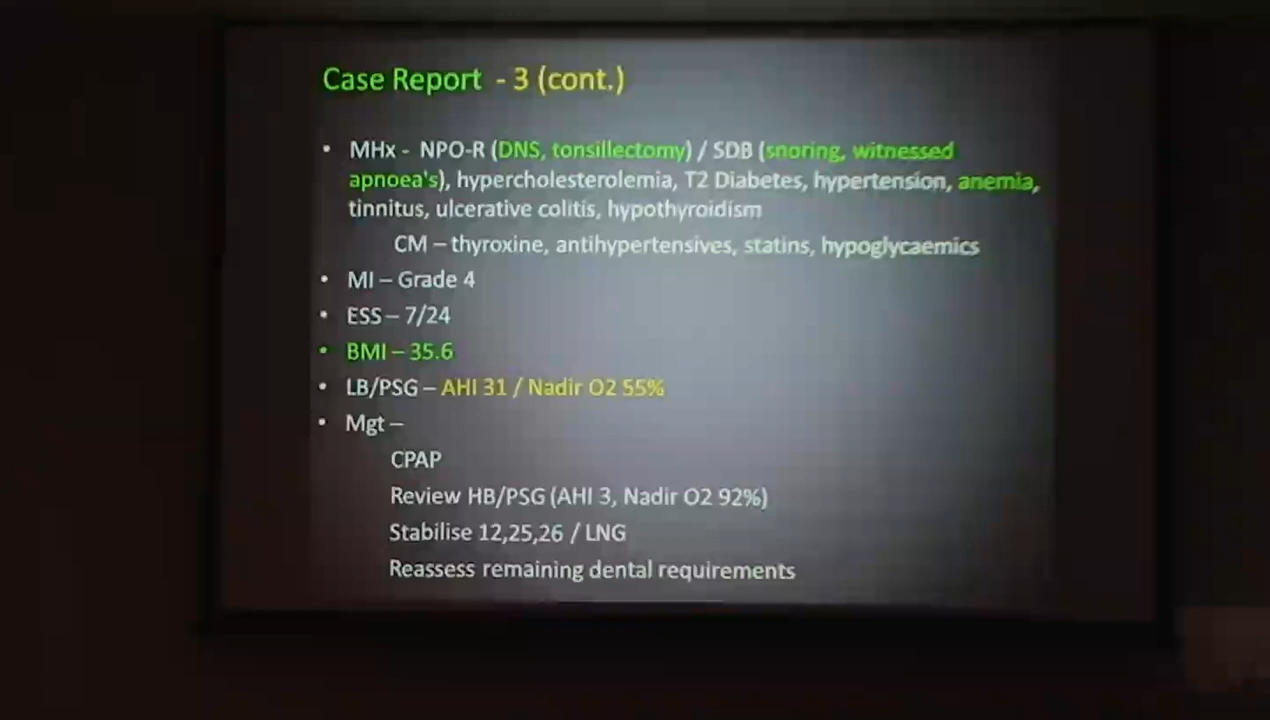 Case Report - 3 (cont.)
• MHx - NPO-R (DNS, tonsillectomy) / SDB (snoring, witnessed
apnoea's), hypercholesterolemia, T2 Diabetes, hypertension, anemia,
tinnitus, ulcerative colitis, hypothyroidism
CM – thyroxine, antihypertensives, statins, hypoglycaemics
• MI – Grade 4
• ESS – 7/24
• BMI – 35.6
• LB/PSG – AHI 31 / Nadir O2 55%
• Mgt –
CPAP
Review HB/PSG (AHI 3, Nadir O2 92%)
Stabilise 12,25,26 / LNG
Reassess remaining dental requirements